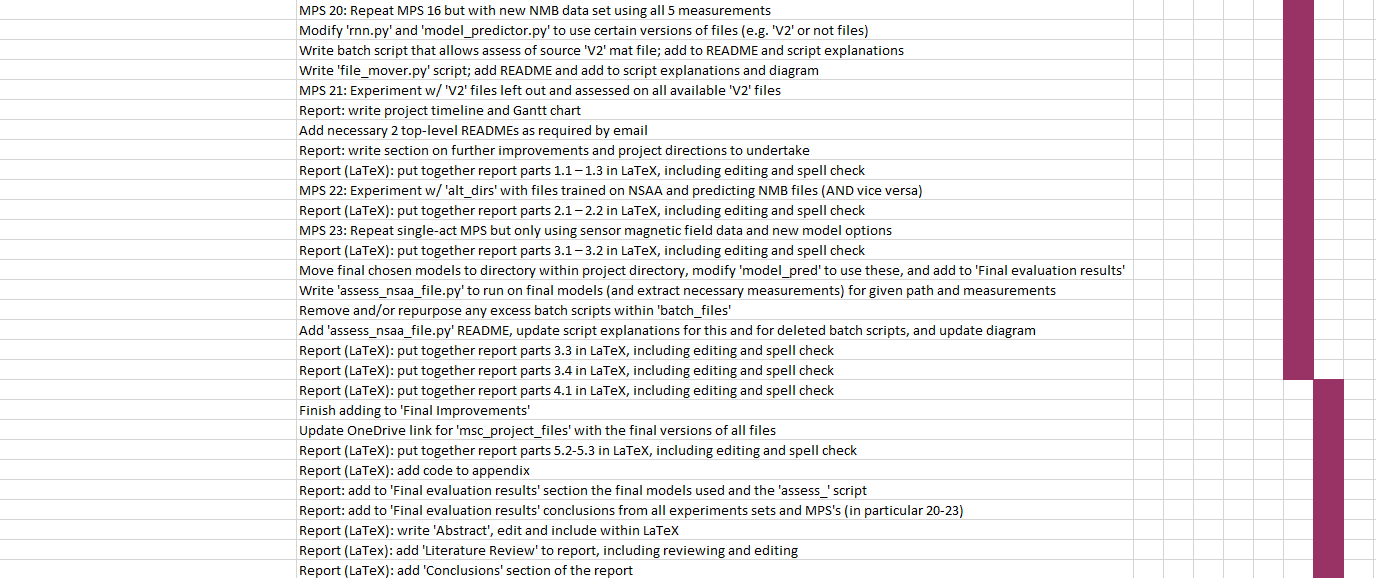 MPS 20: Repeat MPS 16 but with new NMB data set using all 5 measurements
Modify 'rnn.py' and 'model_predictor.py' to use certain versions of files (e.g. 'V2' or not files)
Write batch script that allows assess of source 'V2' mat file; add to README and script explanations
Write 'file_mover.py' script; add README and add to script explanations and diagram
MPS 21: Experiment w/ 'V2' files left out and assessed on all available 'V2' files
Report: write project timeline and Gantt chart
Add necessary 2 top-level READMEs as required by email
Report: write section on further improvements and project directions to undertake
Report (LaTeX): put together report parts 1.1 – 1.3 in LaTeX, including editing and spell check
MPS 22: Experiment w/ 'alt_dirs' with files trained on NSAA and predicting NMB files (AND vice versa)
Report (LaTeX): put together report parts 2.1 – 2.2 in LaTeX, including editing and spell check
MPS 23: Repeat single-act MPS but only using sensor magnetic field data and new model options
Report (LaTeX): put together report parts 3.1 – 3.2 in LaTeX, including editing and spell check
Move final chosen models to directory within project directory, modify 'model_pred' to use these, and add to 'Final evaluation results'
Write 'assess_nsaa_file.py' to run on final models (and extract necessary measurements) for given path and measurements
Remove and/or repurpose any excess batch scripts within 'batch_files'
Add 'assess_nsaa_file.py' README, update script explanations for this and for deleted batch scripts, and update diagram
Report (LaTeX): put together report parts 3.3 in LaTeX, including editing and spell check
Report (LaTeX): put together report parts 3.4 in LaTeX, including editing and spell check
Report (LaTeX): put together report parts 4.1 in LaTeX, including editing and spell check
Finish adding to 'Final Improvements'
Update OneDrive link for 'msc_project_files' with the final versions of all files
Report (LaTeX): put together report parts 5.2-5.3 in LaTeX, including editing and spell check
Report (LaTeX): add code to appendix
Report: add to 'Final evaluation results' section the final models used and the 'assess_' script
Report: add to 'Final evaluation results' conclusions from all experiments sets and MPS's (in particular 20-23)
Report (LaTeX): write 'Abstract', edit and include within LaTeX
Report (LaTex): add 'Literature Review' to report, including reviewing and editing
Report (LaTeX): add 'Conclusions' section of the report